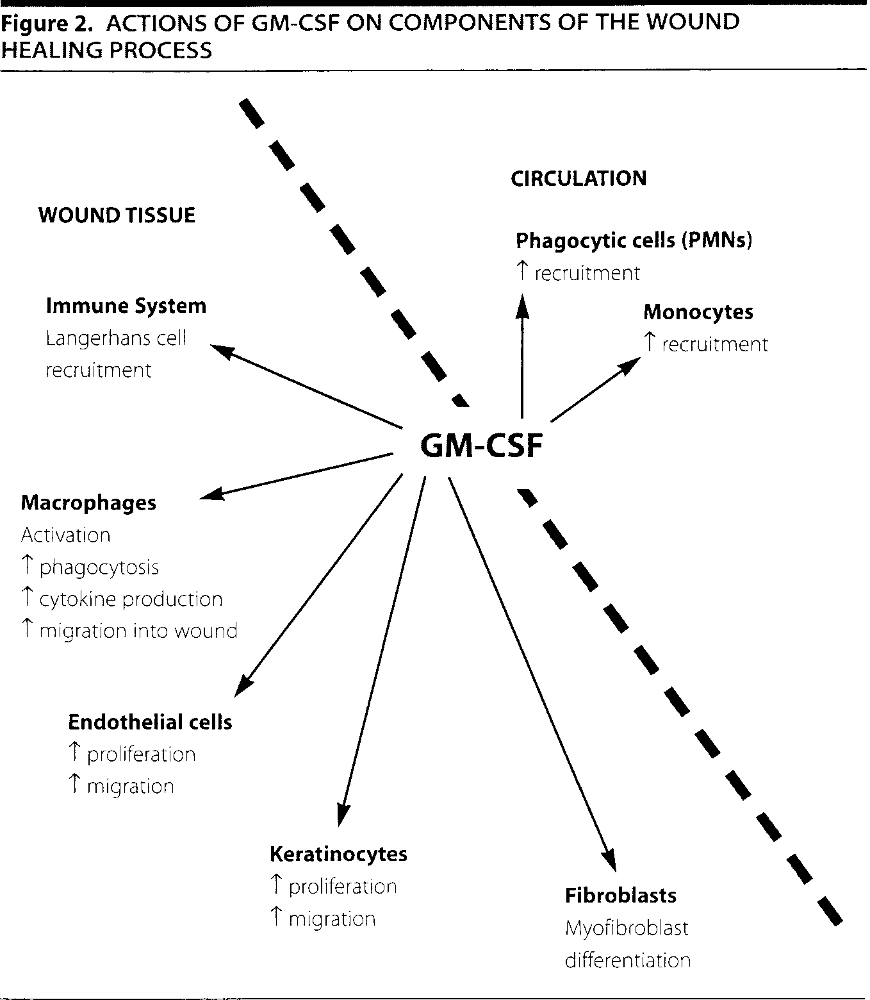 Figure 2. ACTIONS OF GM-CSF ON COMPONENTS OF THE WOUND
HEALING PROCESS
CIRCULATION
WOUND TISSUE
Phagocytic cells (PMNs)
↑ recruitment
Immune System
Langerhans cell
recruitment
Monocytes
↑ recruitment
GM-CSF
Macrophages
Activation
↑ phagocytosis
↑ cytokine production
↑ migration into wound
Endothelial cells
↑ proliferation
↑ migration
Keratinocytes
↑ proliferation
↑ migration
Fibroblasts
Myofibroblast
differentiation